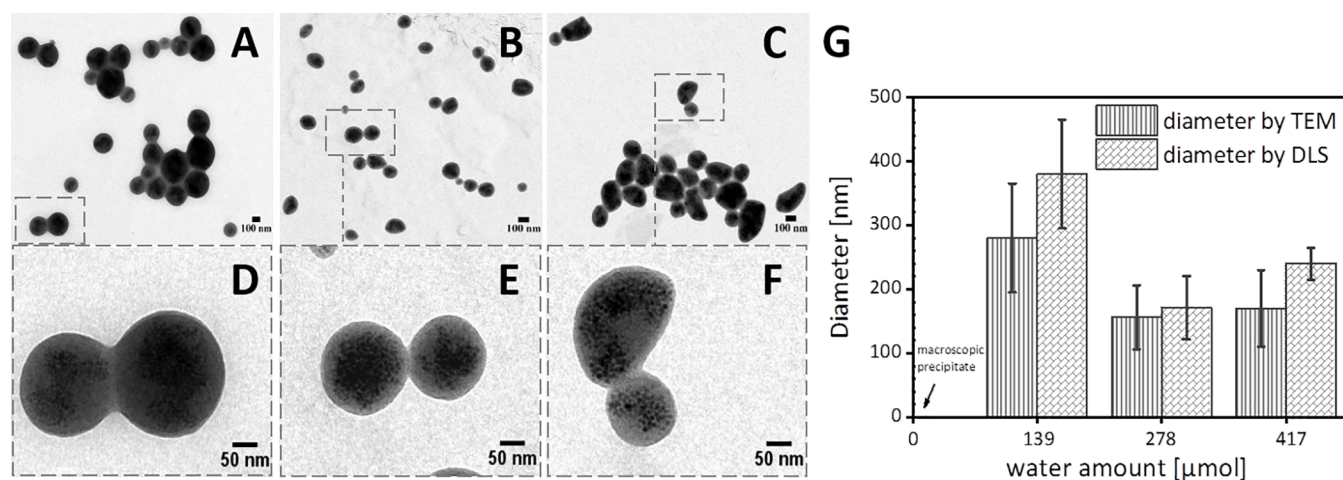 A
B
C
G
100 nm
100 nm
100 nm
D
E
F
50 nm
50 nm
50 nm
500
400
300
200
100
0
Diameter [nm]
diameter by TEM
diameter by DLS
macroscopic
precipitate
0
139
278
417
water amount [µmol]